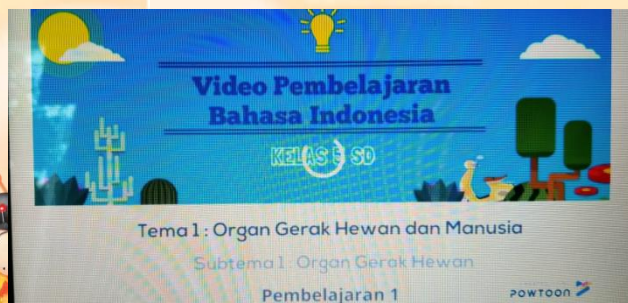 Video Pembelajaran
Bahasa Indonesia
KELAS 5 SD
Tema 1 : Organ Gerak Hewan dan Manusia
Subtema 1 : Organ Gerak Hewan
Pembelajaran 1
POWTOON